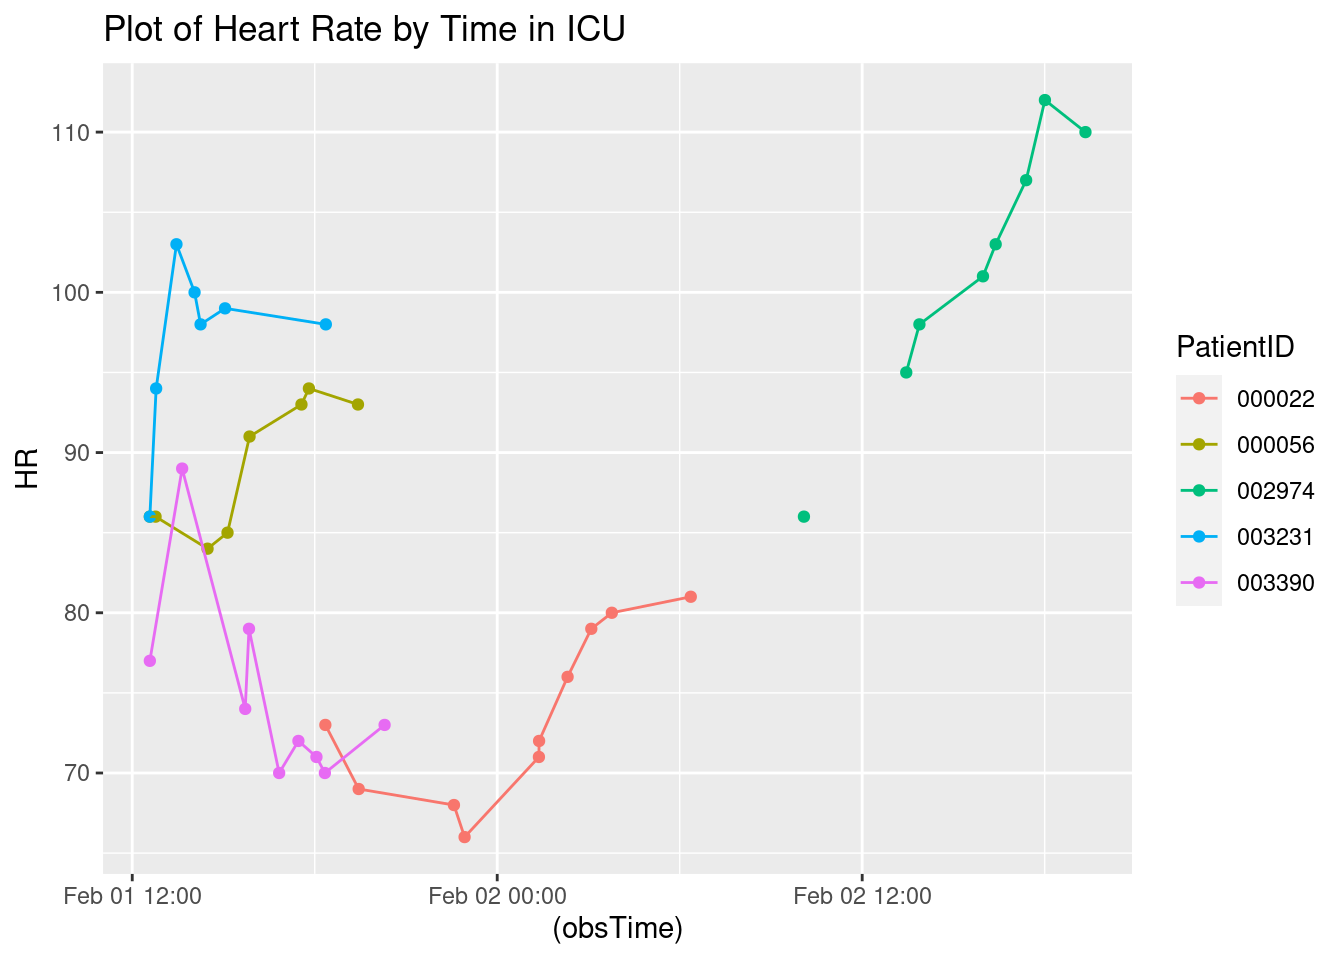 Plot of Heart Rate by Time in ICU
HR
110
100
90
80
70
Feb 01 12:00
Feb 02 00:00
Feb 02 12:00
(obsTime)
PatientID
000022
000056
002974
003231
003390